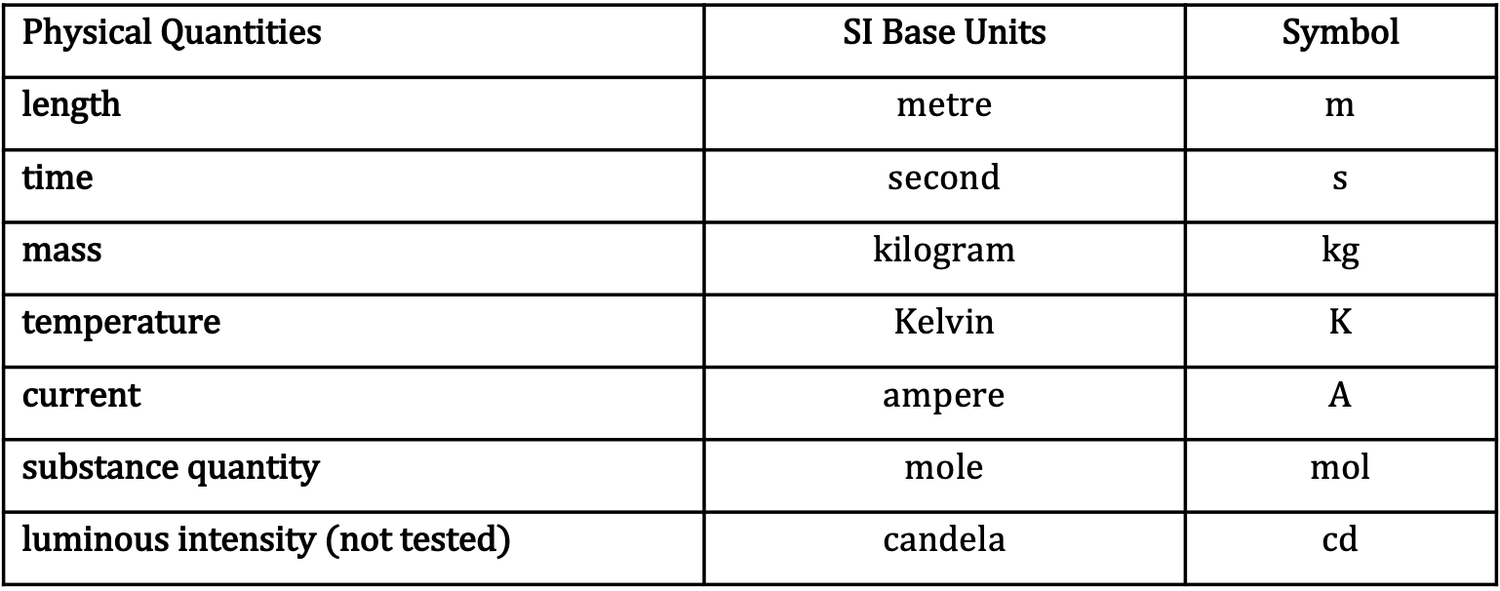 Physical Quantities SI Base Units Symbol
length metre m
time second s
mass kilogram kg
temperature Kelvin K
current ampere A
substance quantity mole mol
luminous intensity (not tested) candela cd